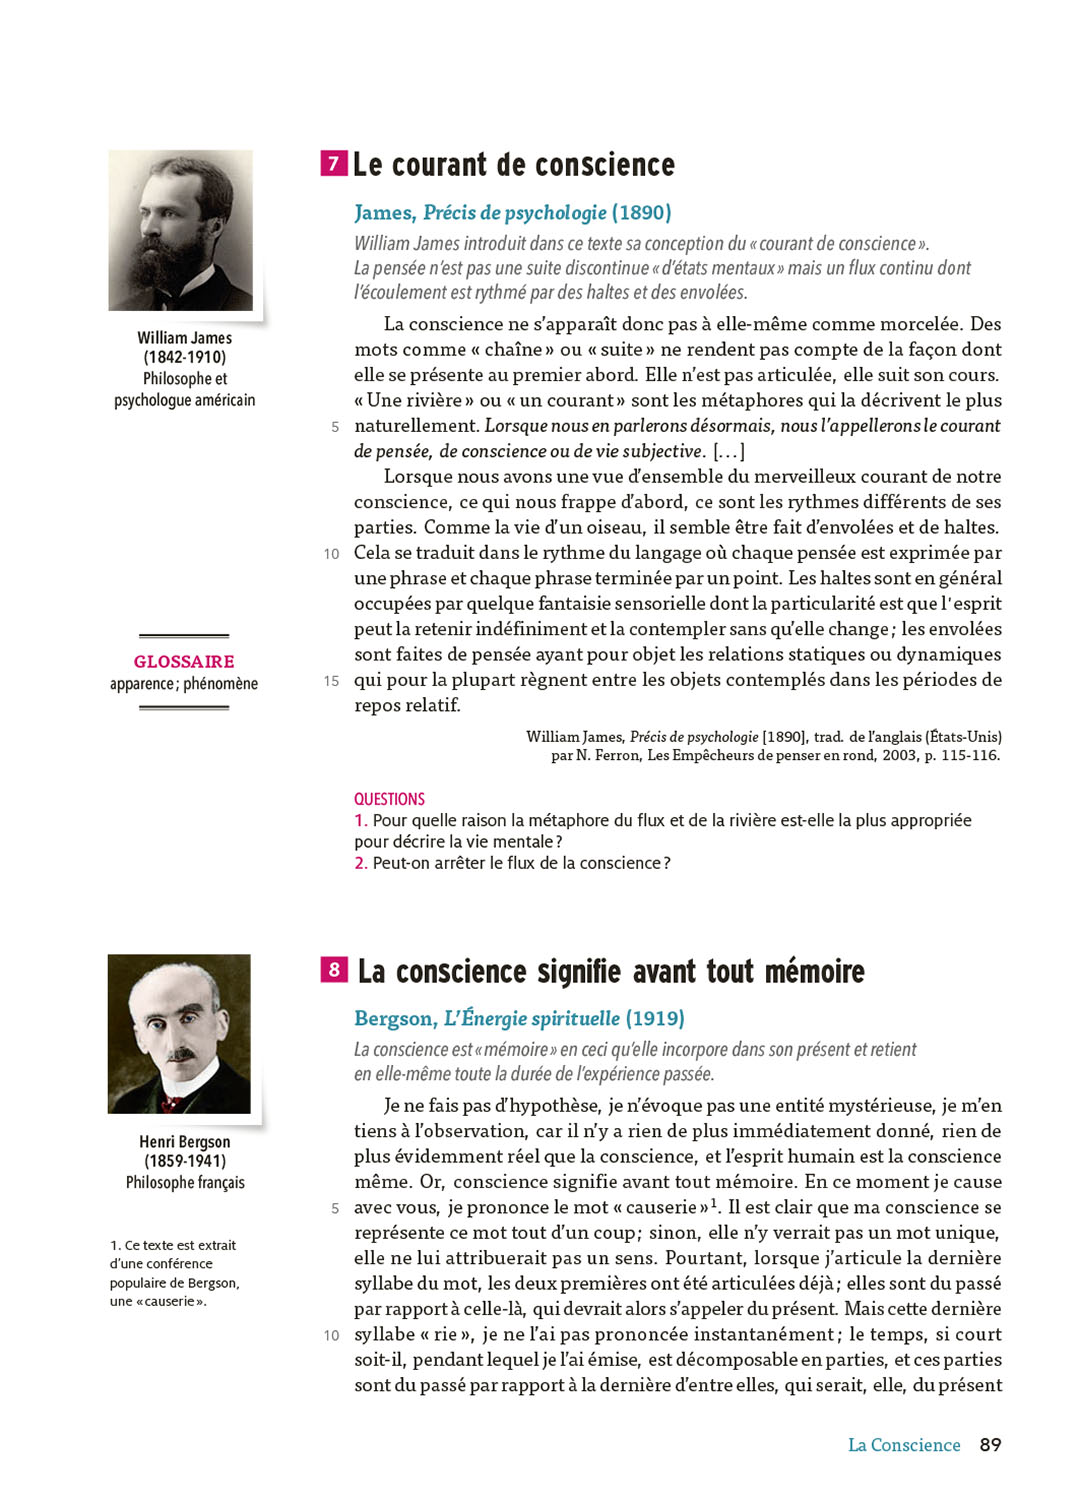 7 Le courant de conscience
James, Précis de psychologie (1890)
William James introduit dans ce texte sa conception du « courant de conscience ».
La pensée n’est pas une suite discontinue « d’états mentaux » mais un flux continu dont
l’écoulement est rythmé par des haltes et des envolées.
La conscience ne s’apparaît donc pas à elle-même comme morcelée. Des
mots comme « chaîne » ou « suite » ne rendent pas compte de la façon dont
elle se présente au premier abord. Elle n’est pas articulée, elle suit son cours.
« Une rivière » ou « un courant » sont les métaphores qui la décrivent le plus
5 naturellement. Lorsque nous en parlerons désormais, nous l’appellerons le courant
de pensée, de conscience ou de vie subjective. [...]
Lorsque nous avons une vue d’ensemble du merveilleux courant de notre
conscience, ce qui nous frappe d’abord, ce sont les rythmes différents de ses
parties. Comme la vie d’un oiseau, il semble être fait d’envolées et de haltes.
10 Cela se traduit dans le rythme du langage où chaque pensée est exprimée par
une phrase et chaque phrase terminée par un point. Les haltes sont en général
occupées par quelque fantaisie sensorielle dont la particularité est que l'esprit
peut la retenir indéfiniment et la contempler sans qu’elle change ; les envolées
sont faites de pensée ayant pour objet les relations statiques ou dynamiques
15 qui pour la plupart règnent entre les objets contemplés dans les périodes de
repos relatif.
William James, Précis de psychologie [1890], trad. de l’anglais (États-Unis)
par N. Ferron, Les Empêcheurs de penser en rond, 2003, p. 115-116.
William James
(1842-1910)
Philosophe et
psychologue américain
GLOSSAIRE
apparence ; phénomène
QUESTIONS
1. Pour quelle raison la métaphore du flux et de la rivière est-elle la plus appropriée
pour décrire la vie mentale ?
2. Peut-on arrêter le flux de la conscience ?
8 La conscience signifie avant tout mémoire
Bergson, L’Énergie spirituelle (1919)
La conscience est « mémoire » en ceci qu’elle incorpore dans son présent et retient
en elle-même toute la durée de l’expérience passée.
Je ne fais pas d’hypothèse, je n’évoque pas une entité mystérieuse, je m’en
tiens à l’observation, car il n’y a rien de plus immédiatement donné, rien de
plus évidemment réel que la conscience, et l’esprit humain est la conscience
même. Or, conscience signifie avant tout mémoire. En ce moment je cause
5 avec vous, je prononce le mot « causerie »1. Il est clair que ma conscience se
représente ce mot tout d’un coup ; sinon, elle n’y verrait pas un mot unique,
elle ne lui attribuerait pas un sens. Pourtant, lorsque j’articule la dernière
syllabe du mot, les deux premières ont été articulées déjà ; elles sont du passé
par rapport à celle-là, qui devrait alors s’appeler du présent. Mais cette dernière
10 syllabe « rie », je ne l’ai pas prononcée instantanément ; le temps, si court
soit-il, pendant lequel je l’ai émise, est décomposable en parties, et ces parties
sont du passé par rapport à la dernière d’entre elles, qui serait, elle, du présent
Henri Bergson
(1859-1941)
Philosophe français
1. Ce texte est extrait
d’une conférence
populaire de Bergson,
une « causerie ».
La Conscience 89